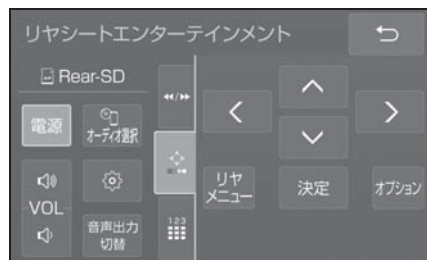 リヤシートエンターテインメント
Rear-SD
電源
オーディオ選択
VOL
音声出力
切替
123
リヤ
メニュー
決定
オプション